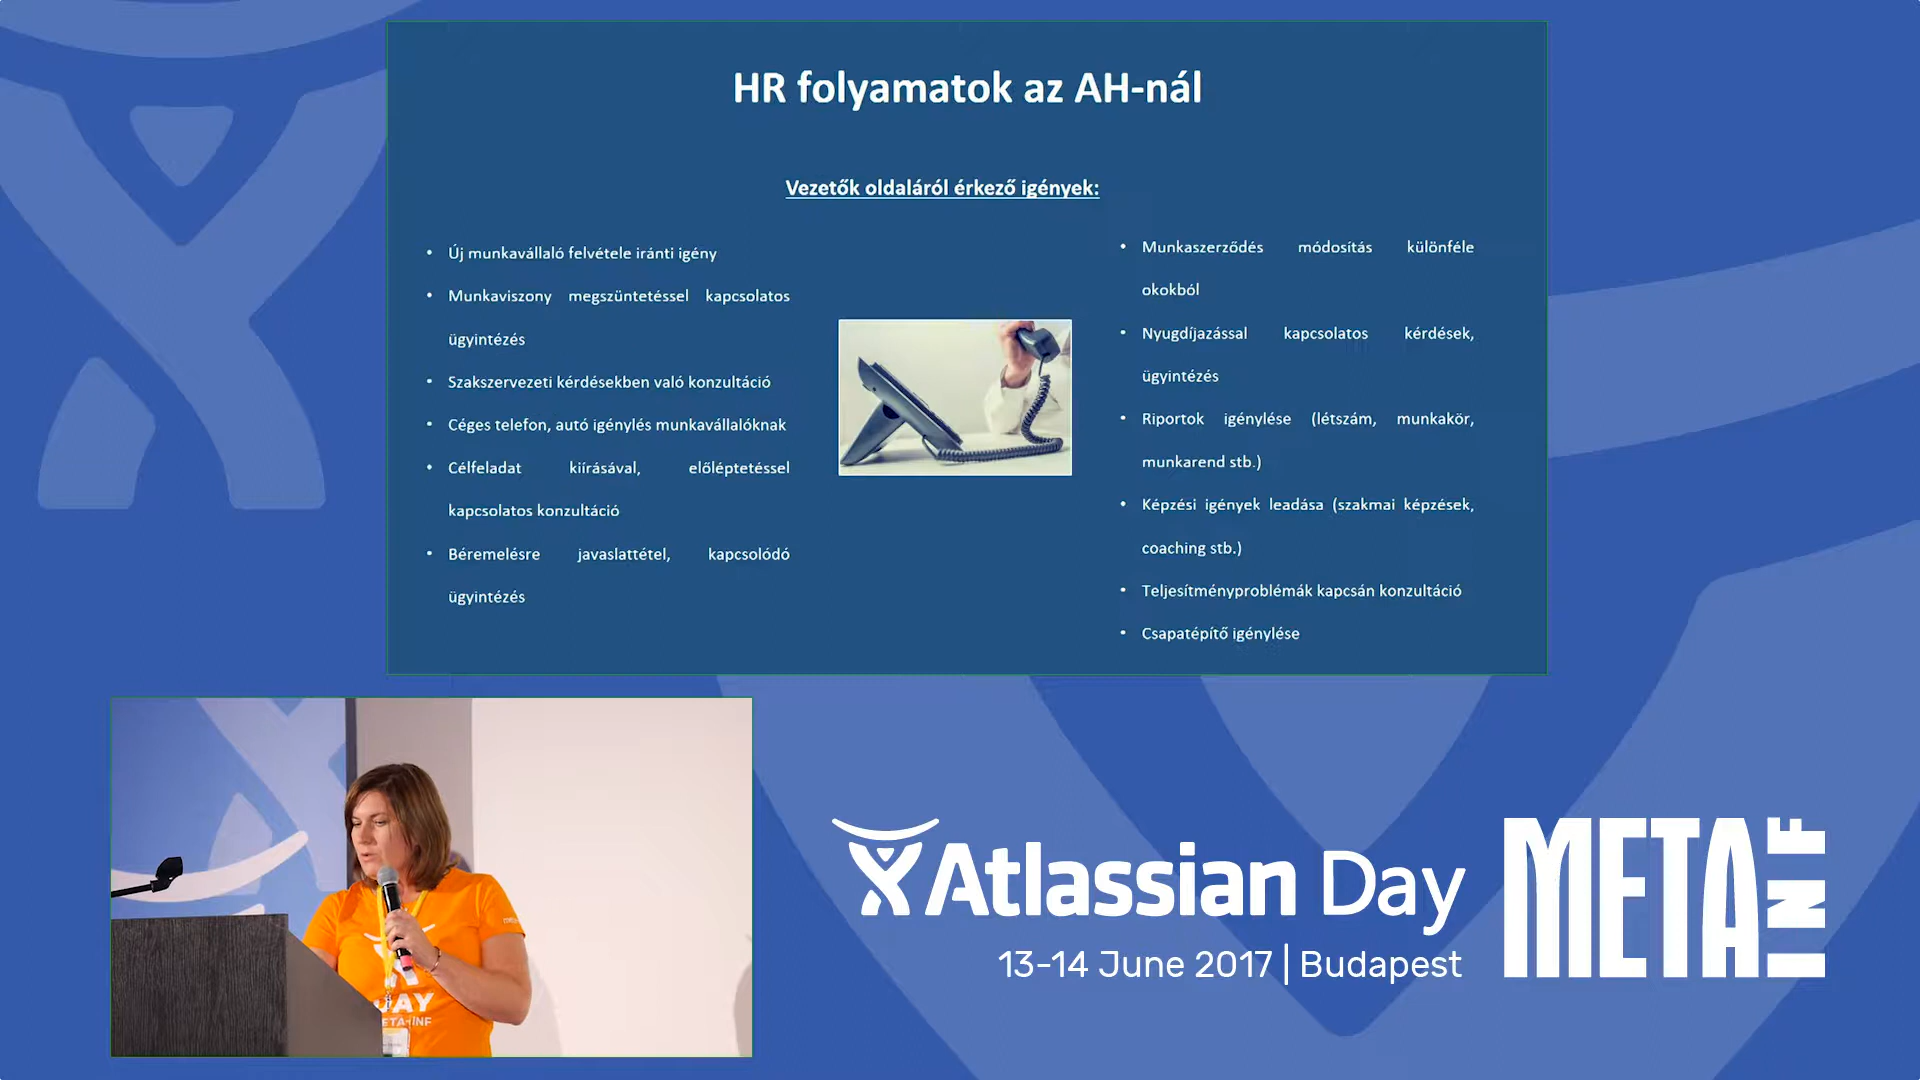 HR folyamatok az AH-nál
Vezetők oldaláról érkező igények:
• Új munkavállaló felvétele iránti igény
• Munkaviszony megszüntetéssel kapcsolatos
ügyintézés
• Szakszervezeti kérdésekben való konzultáció
• Céges telefon, autó igénylés munkavállalóknak
• Célfeladat kiírásával, előléptetéssel
kapcsolatos konzultáció
• Béremelésre javaslattétel, kapcsolódó
ügyintézés
• Munkaszerződés módosítás különféle
okokból
• Nyugdíjazással kapcsolatos kérdések,
ügyintézés
• Riportok igénylése (létszám, munkakör,
munkarend stb.)
• Képzési igények leadása (szakmai képzések,
coaching stb.)
• Teljesítményproblémák kapcsán konzultáció
• Csapatépítő igénylése
DAY
META-INF
Atlassian Day
13-14 June 2017 | Budapest
META
INF